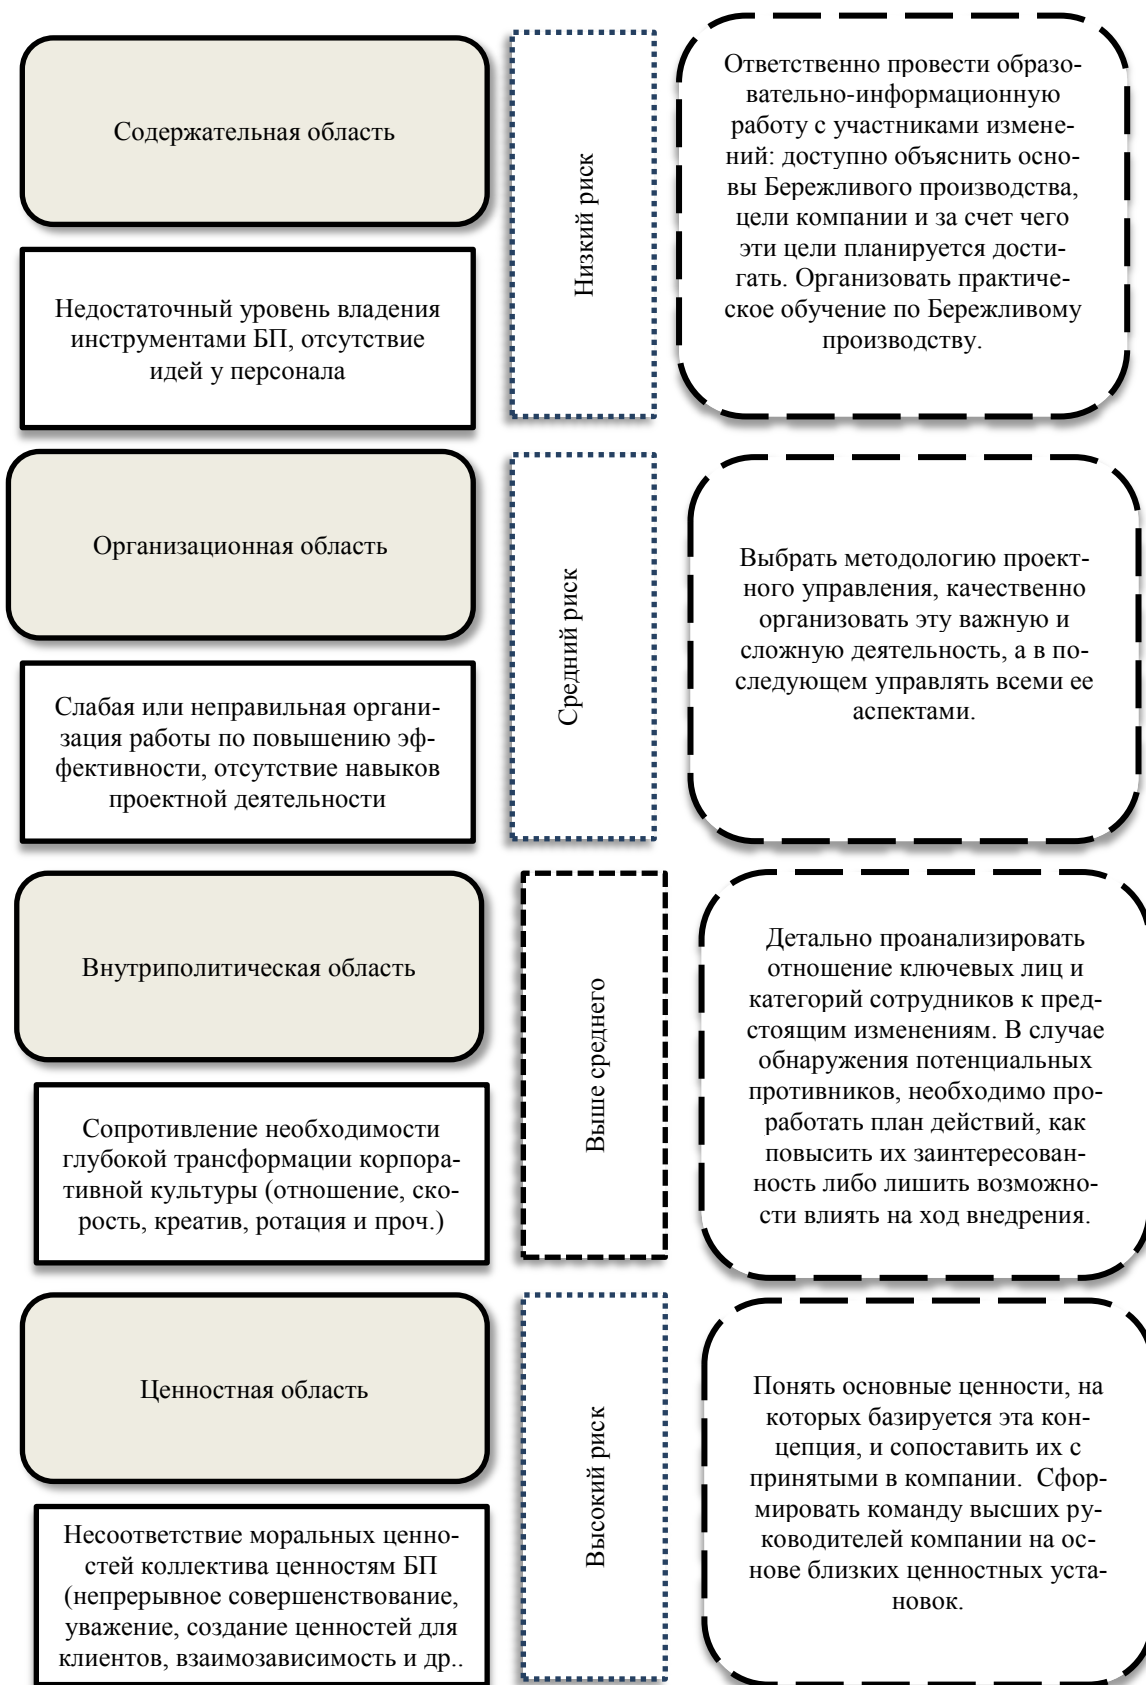 Содержательная область
Недостаточный уровень владения
инструментами БП, отсутствие
идей у персонала
Низкий риск
Ответственно провести образо-
вательно-информационную
работу с участниками измене-
ний: доступно объяснить осно-
вы Бережливого производства,
цели компании и за счет чего
эти цели планируется дости-
гать. Организовать практиче-
ское обучение по Бережливому
производству.
Организационная область
Слабая или неправильная органи-
зация работы по повышению эф-
фективности, отсутствие навыков
проектной деятельности
Средний риск
Выбрать методологию проект-
ного управления, качественно
организовать эту важную и
сложную деятельность, а в по-
следующем управлять всеми ее
аспектами.
Внутриполитическая область
Сопротивление необходимости
глубокой трансформации корпора-
тивной культуры (отношение, ско-
рость, креатив, ротация и проч.)
Выше среднего
Детально проанализировать
отношение ключевых лиц и
категорий сотрудников к пред-
стоящим изменениям. В случае
обнаружения потенциальных
противников, необходимо про-
работать план действий, как
повысить их заинтересован-
ность либо лишить возможно-
сти влиять на ход внедрения.
Ценностная область
Несоответствие моральных ценно-
стей коллектива ценностям БП
(непрерывное совершенствование,
уважение, создание ценностей для
клиентов, взаимозависимость и др..
Высокий риск
Понять основные ценности, на
которых базируется эта кон-
цепция, и сопоставить их с
принятыми в компании.  Сфор-
мировать команду высших ру-
ководителей компании на ос-
нове близких ценностных уста-
новок.